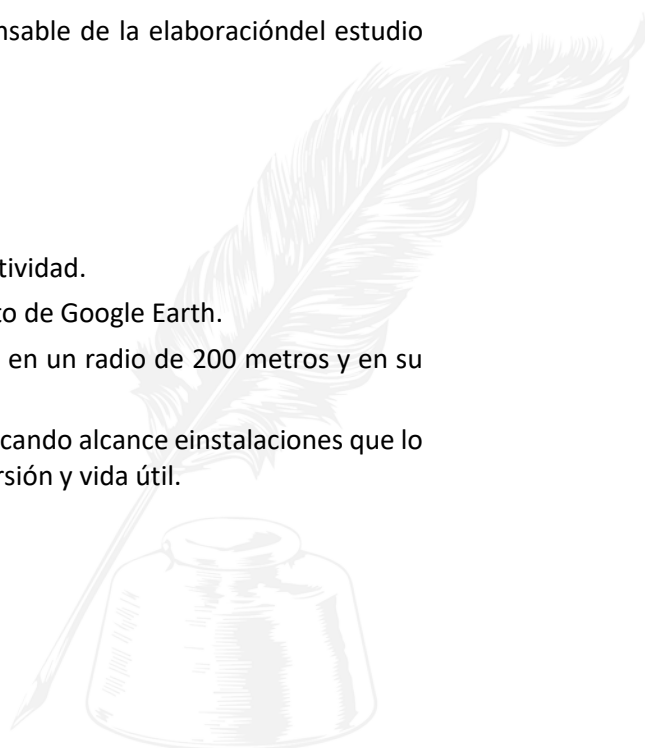 nsable de la elaboracióndel estudio
tividad.
to de Google Earth.
en un radio de 200 metros y en su
cando alcance einstalaciones que lo
rsión y vida útil.